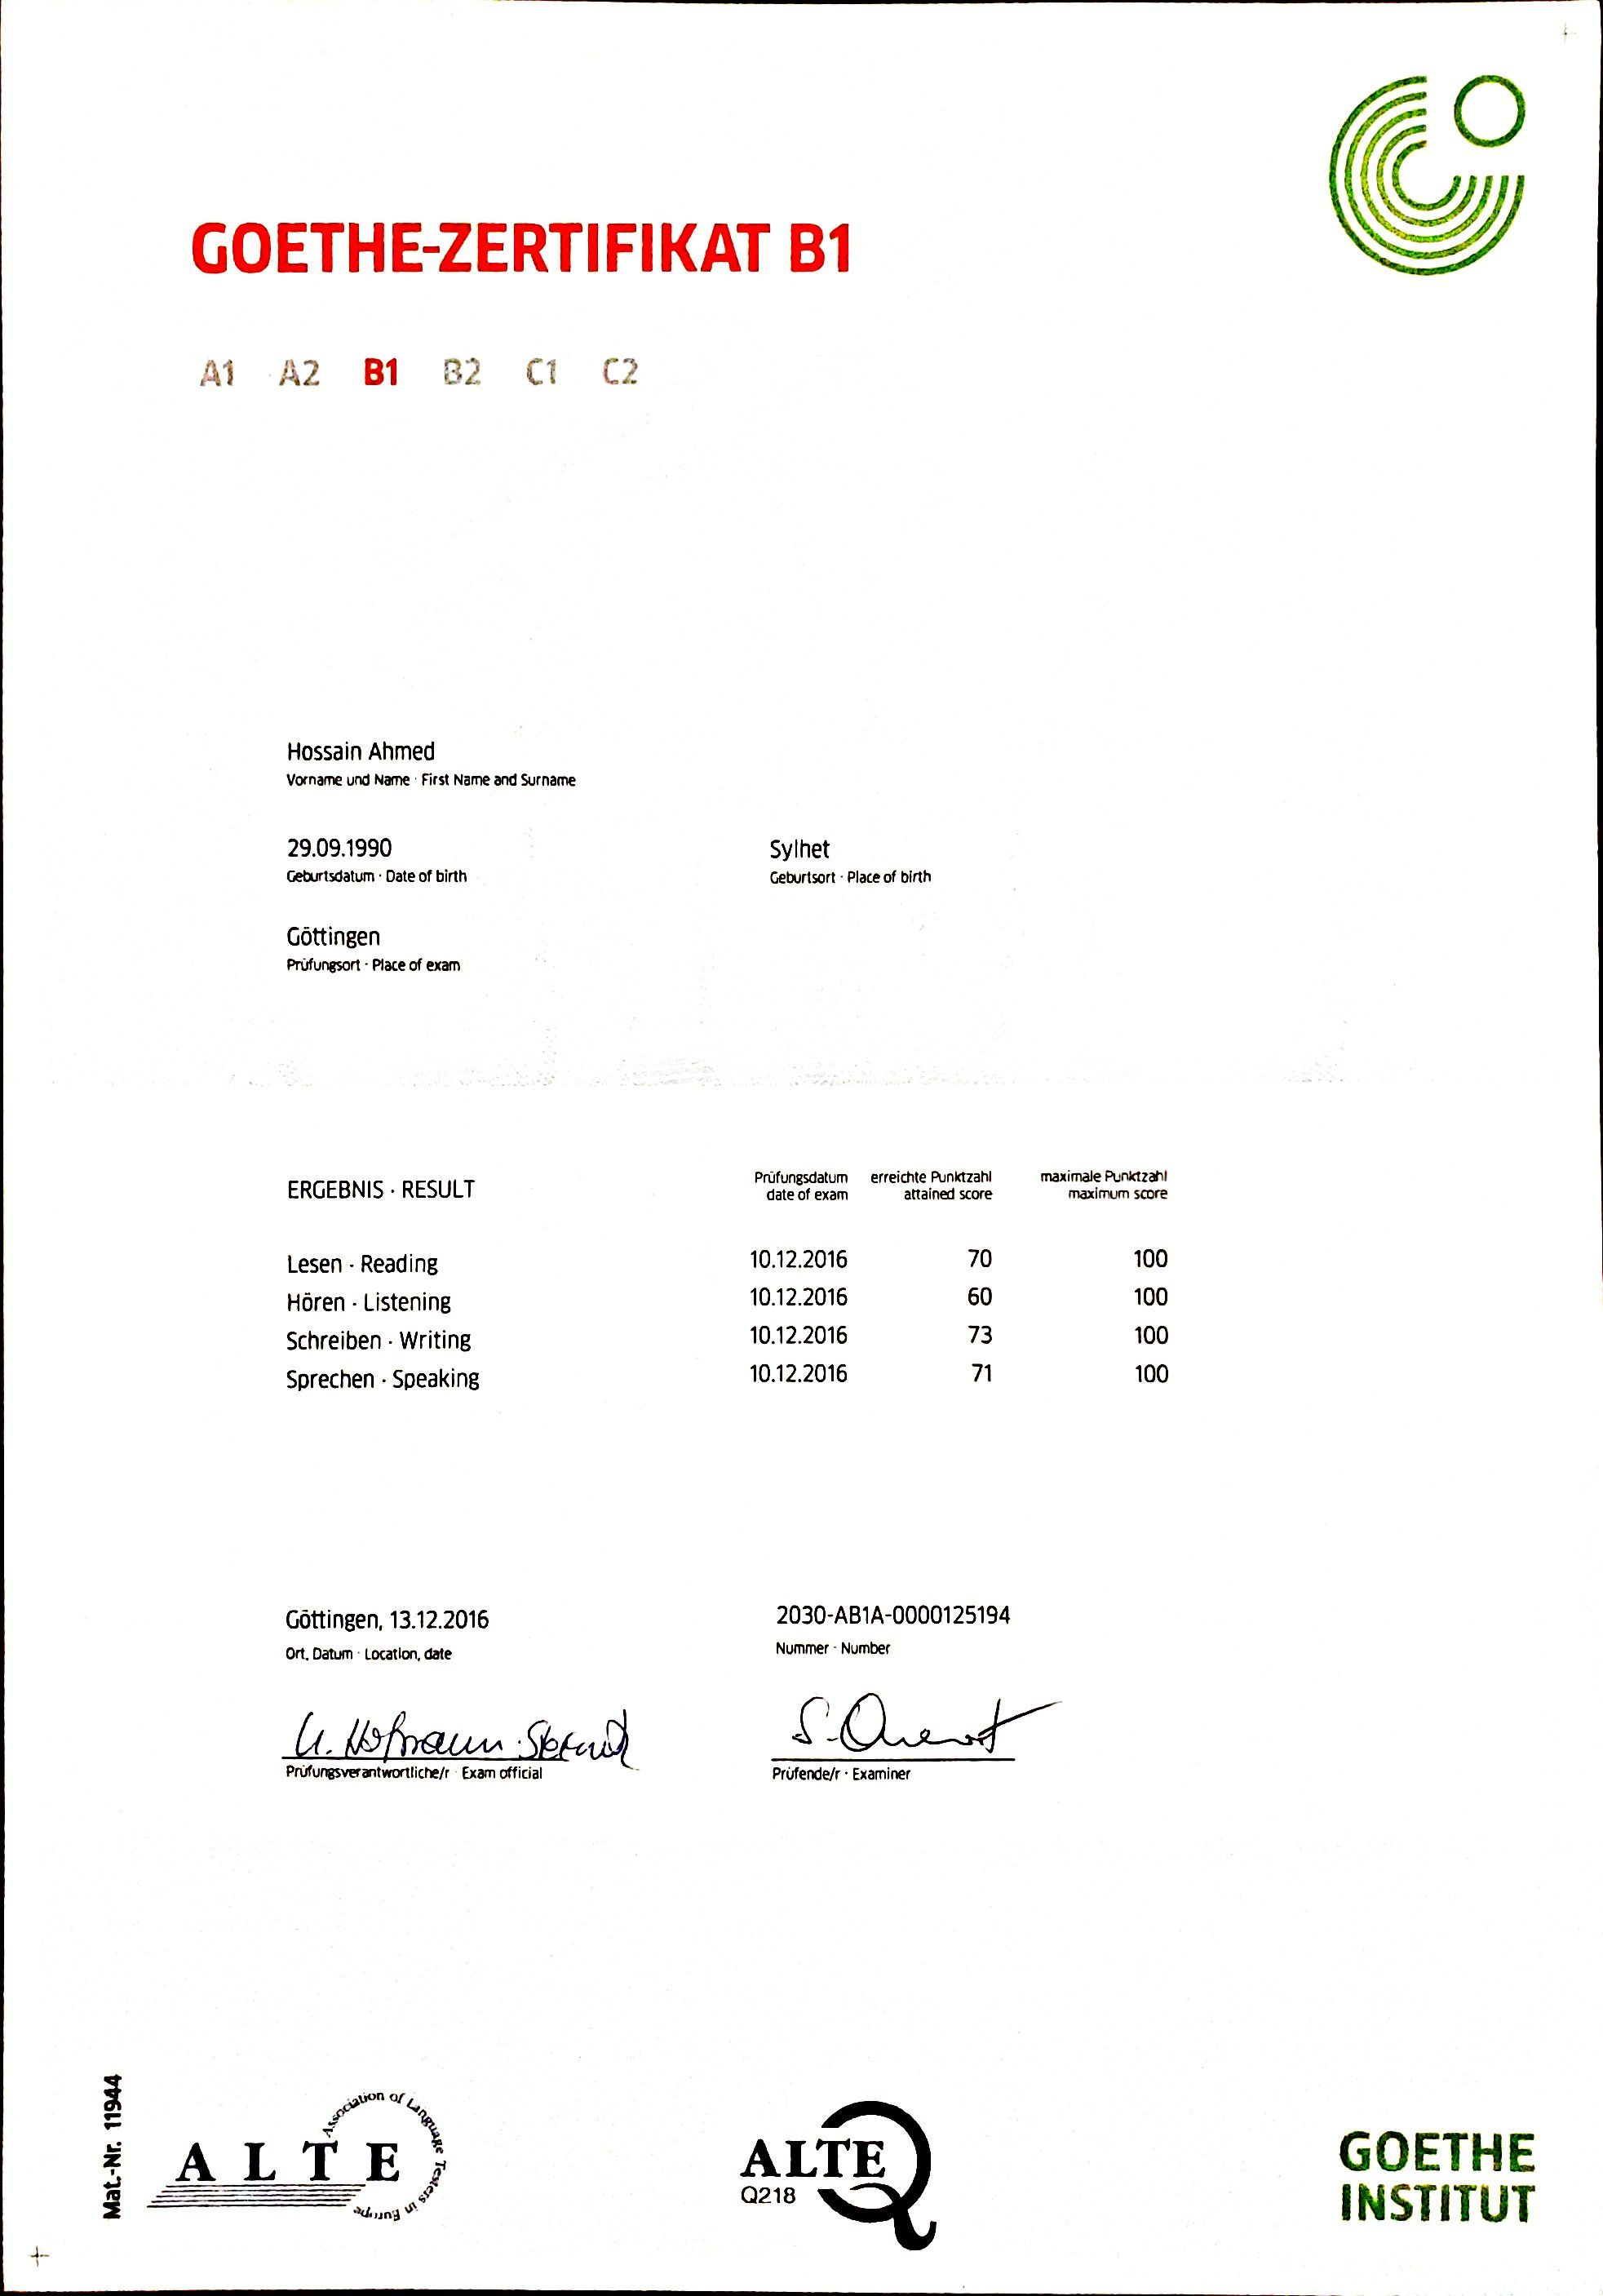 GOETHE-ZERTIFIKAT B1
A1 A2 B1 B2 C1 C2
Hossain Ahmed
Vorname und Name · First Name and Surname
29.09.1990 Sylhet
Geburtsdatum · Date of birth Geburtsort · Place of birth
Göttingen
Prüfungsort · Place of exam
ERGEBNIS · RESULT
Prüfungsdatum erreichte Punktzahl maximale Punktzahl
date of exam attained score maximum score
Lesen · Reading 10.12.2016 70 100
Hören · Listening 10.12.2016 60 100
Schreiben · Writing 10.12.2016 73 100
Sprechen · Speaking 10.12.2016 71 100
Göttingen, 13.12.2016 2030-AB1A-0000125194
Ort, Datum · Location, date Nummer · Number
Prüfungsverantwortliche/r · Exam official Prüfende/r · Examiner
Mat.-Nr. 11944
ALTE
Association of Language Testers in Europe
ALTE
Q218
GOETHE
INSTITUT